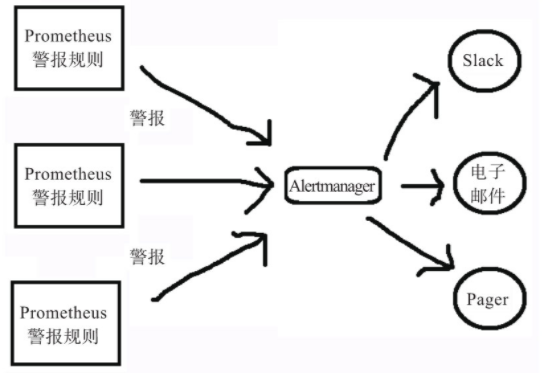 Prometheus
警报规则
警报
Prometheus
警报规则
警报
Prometheus
警报规则
Alertmanager
Slack
电子
邮件
Pager